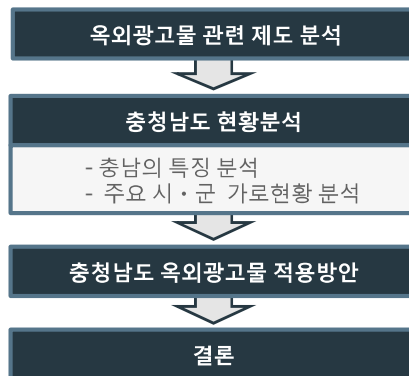 옥외광고물 관련 제도 분석
충청남도 현황분석
- 충남의 특징 분석
- 주요 시・군 가로현황 분석
충청남도 옥외광고물 적용방안
결론